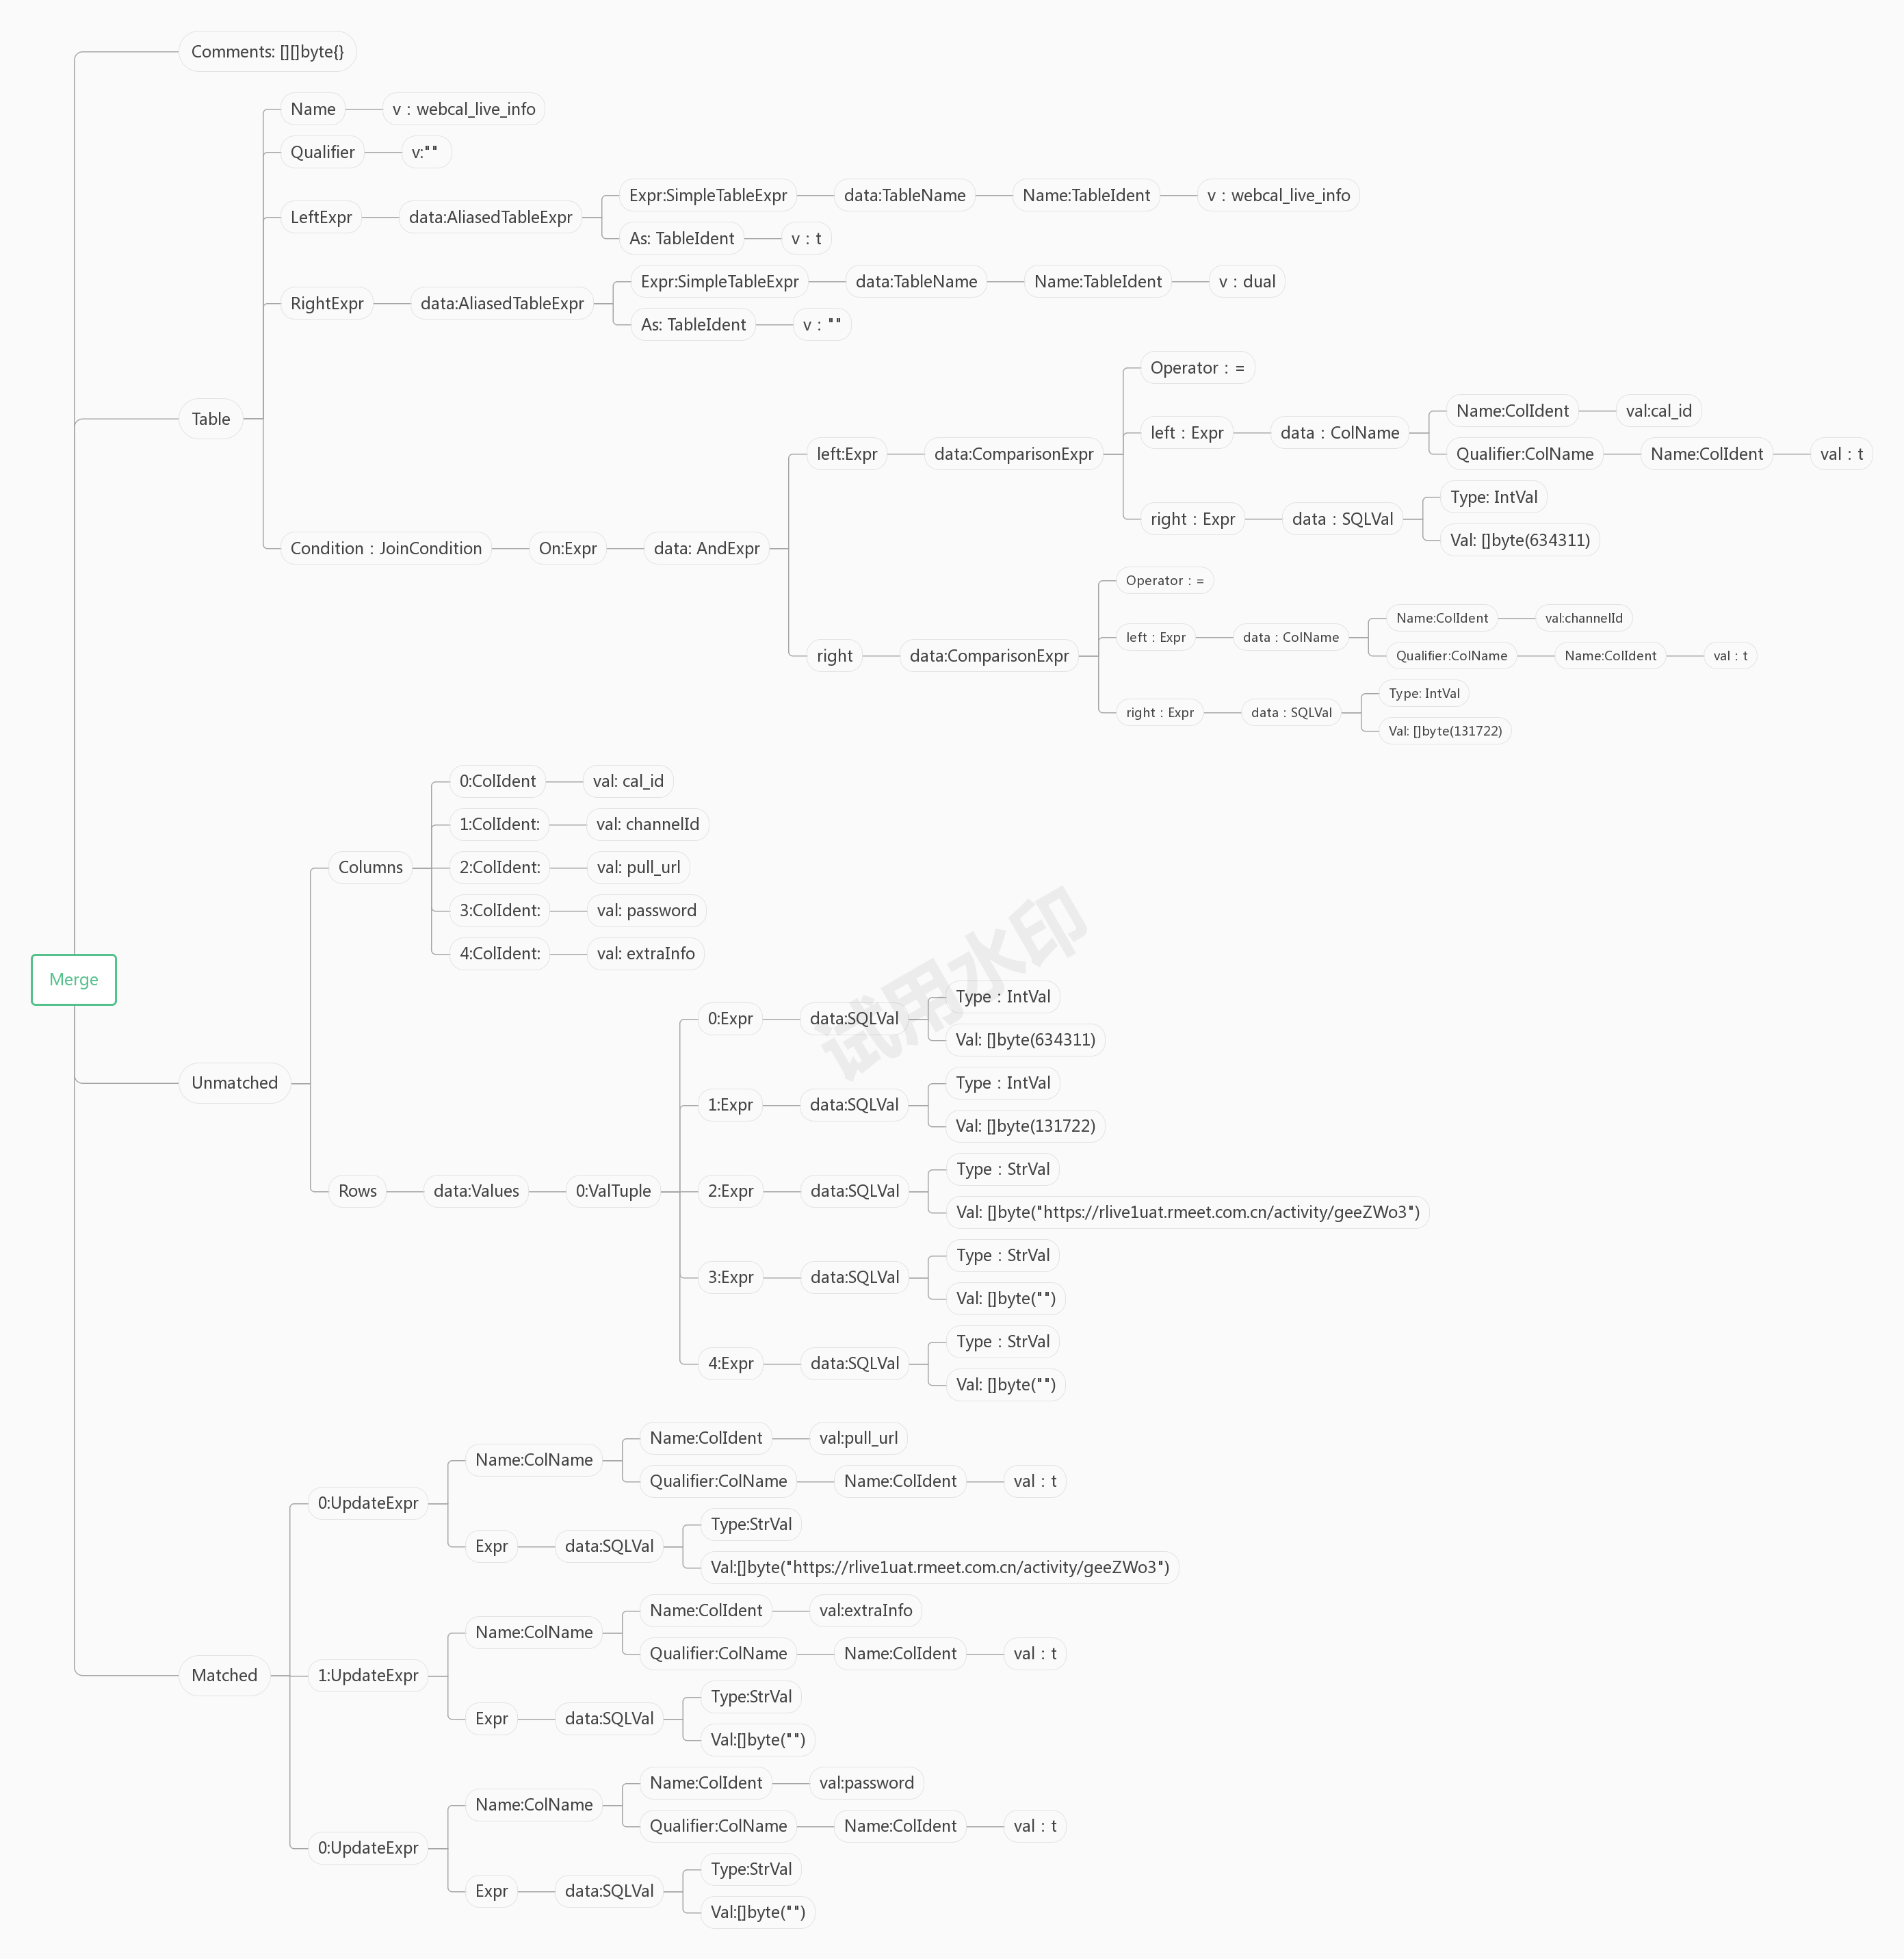 Comments: [][]byte{}
Name
v : webcal_live_info
Qualifier
v:""
LeftExpr
data:AliasedTableExpr
Expr:SimpleTableExpr
data:TableName
Name:TableIdent
v : webcal_live_info
As: TableIdent
v : t
RightExpr
data:AliasedTableExpr
Expr:SimpleTableExpr
data:TableName
Name:TableIdent
v : dual
As: TableIdent
v : ""
Table
Condition : JoinCondition
On:Expr
data: AndExpr
left:Expr
data:ComparisonExpr
Operator : =
left : Expr
data : ColName
Name:ColIdent
val:cal_id
Qualifier:ColName
Name:ColIdent
val : t
right : Expr
data : SQLVal
Type: IntVal
Val: []byte(634311)
right
data:ComparisonExpr
Operator : =
left : Expr
data : ColName
Name:ColIdent
val:channelId
Qualifier:ColName
Name:ColIdent
val : t
right : Expr
data : SQLVal
Type: IntVal
Val: []byte(131722)
Merge
Unmatched
Columns
0:ColIdent
val: cal_id
1:ColIdent:
val: channelId
2:ColIdent:
val: pull_url
3:ColIdent:
val: password
4:ColIdent:
val: extraInfo
试用水印
Rows
data:Values
0:ValTuple
0:Expr
data:SQLVal
Type : IntVal
Val: []byte(634311)
1:Expr
data:SQLVal
Type : IntVal
Val: []byte(131722)
2:Expr
data:SQLVal
Type : StrVal
Val: []byte("https://rlive1uat.rmeet.com.cn/activity/geeZWo3")
3:Expr
data:SQLVal
Type : StrVal
Val: []byte("")
4:Expr
data:SQLVal
Type : StrVal
Val: []byte("")
Matched
0:UpdateExpr
Name:ColName
Name:ColIdent
val:pull_url
Qualifier:ColName
Name:ColIdent
val : t
Expr
data:SQLVal
Type:StrVal
Val:[]byte("https://rlive1uat.rmeet.com.cn/activity/geeZWo3")
1:UpdateExpr
Name:ColName
Name:ColIdent
val:extraInfo
Qualifier:ColName
Name:ColIdent
val : t
Expr
data:SQLVal
Type:StrVal
Val:[]byte("")
0:UpdateExpr
Name:ColName
Name:ColIdent
val:password
Qualifier:ColName
Name:ColIdent
val : t
Expr
data:SQLVal
Type:StrVal
Val:[]byte("")